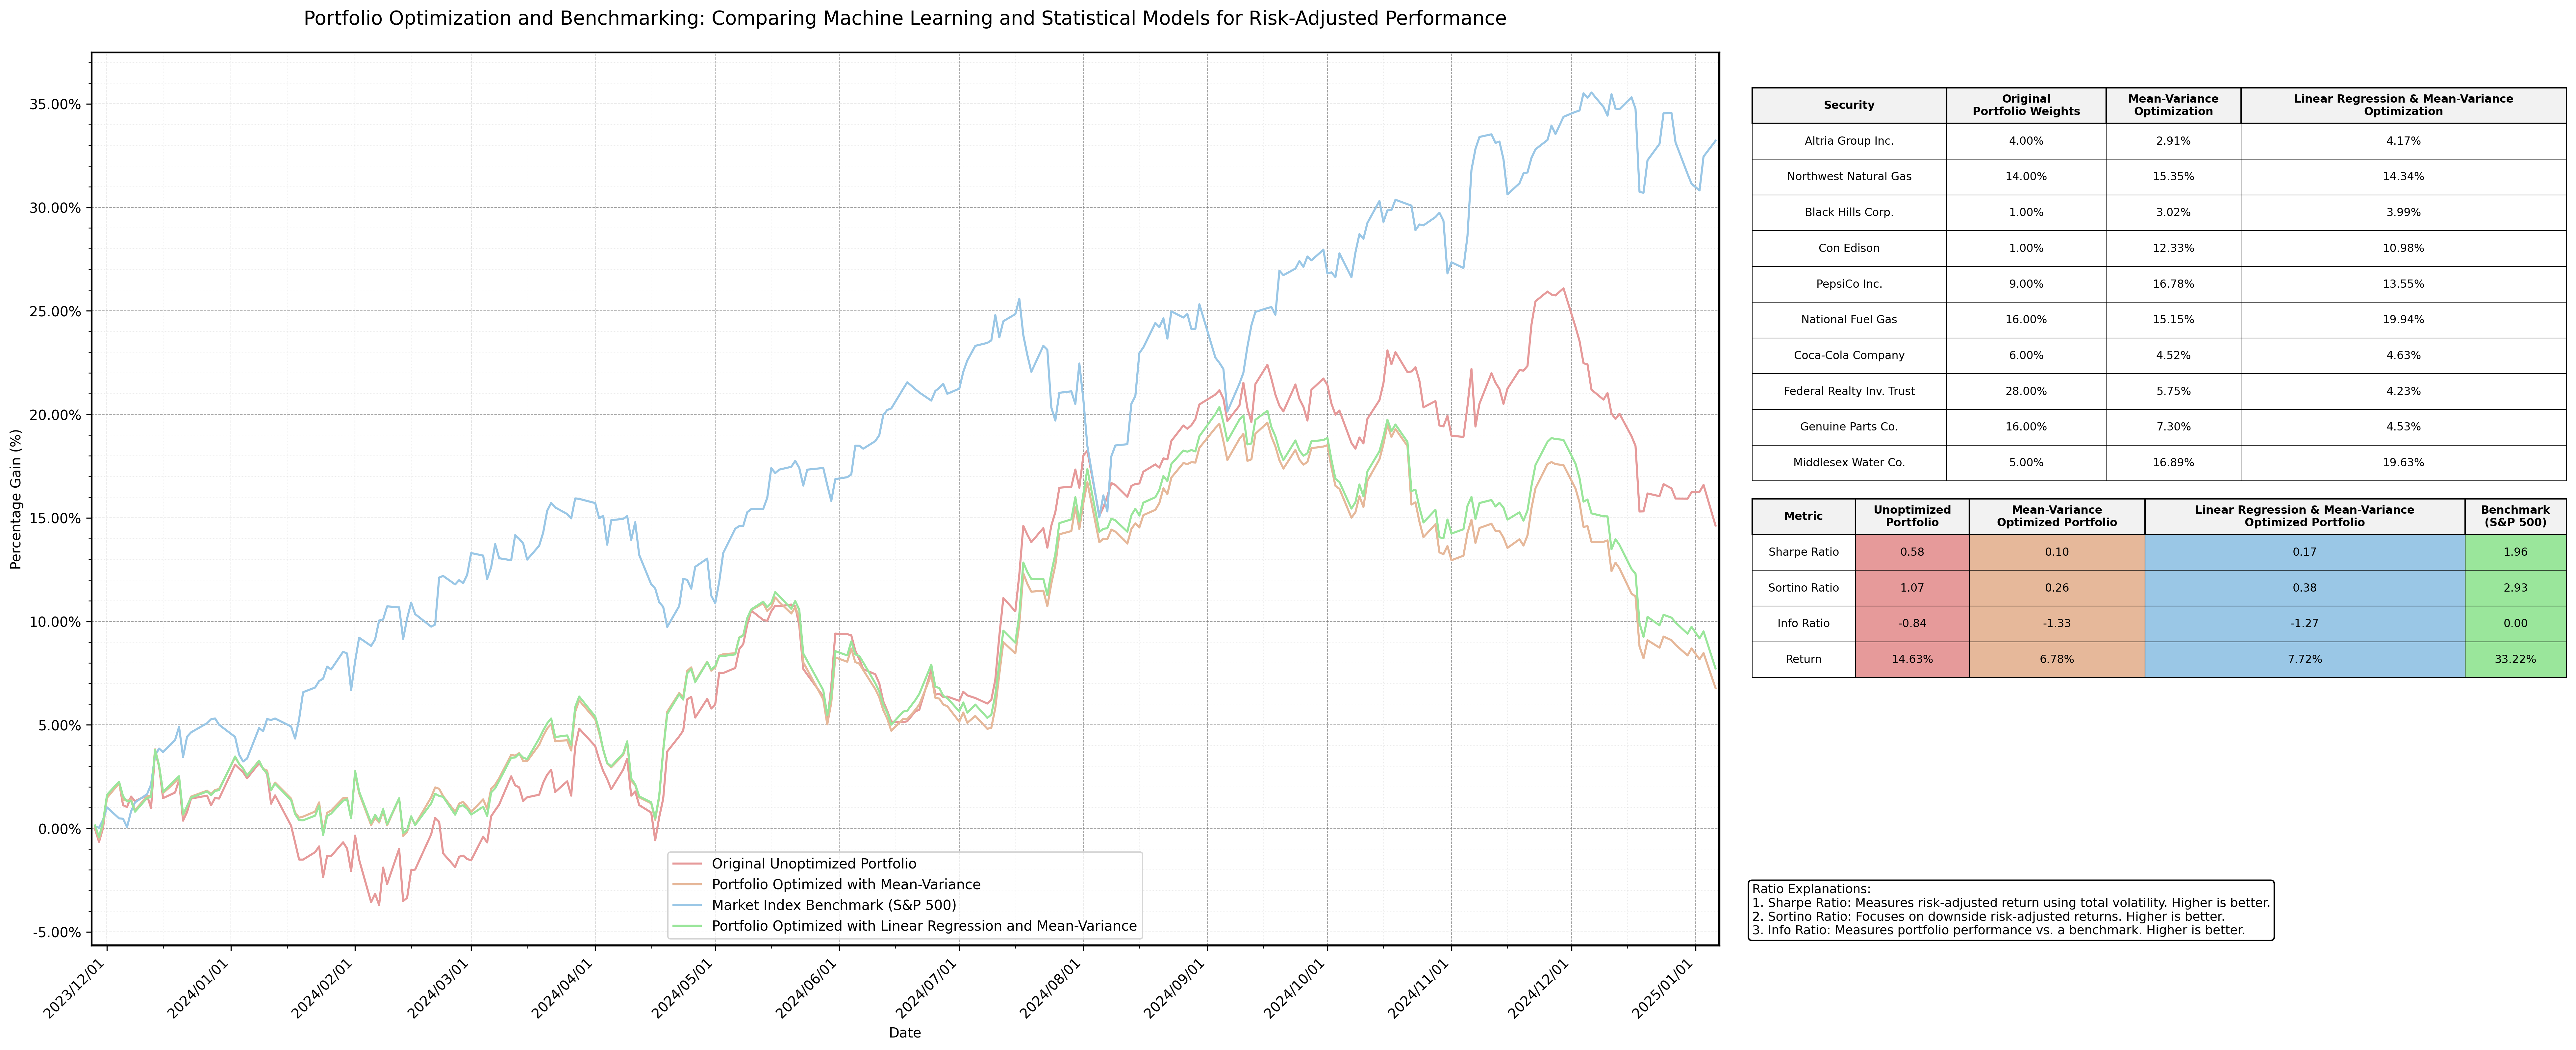 Portfolio Optimization and Benchmarking: Comparing Machine Learning and Statistical Models for Risk-Adjusted Performance
Percentage Gain (%)
35.00%
30.00%
25.00%
20.00%
15.00%
10.00%
5.00%
0.00%
-5.00%
2023/12/01
2024/01/01
2024/02/01
2024/03/01
2024/04/01
2024/05/01
2024/06/01
2024/07/01
2024/08/01
2024/09/01
2024/10/01
2024/11/01
2024/12/01
2025/01/01
Date
Original Unoptimized Portfolio
Portfolio Optimized with Mean-Variance
Market Index Benchmark (S&P 500)
Portfolio Optimized with Linear Regression and Mean-Variance
Security
Original
Portfolio Weights
Mean-Variance
Optimization
Linear Regression & Mean-Variance
Optimization
Altria Group Inc. 4.00% 2.91% 4.17%
Northwest Natural Gas 14.00% 15.35% 14.34%
Black Hills Corp. 1.00% 3.02% 3.99%
Con Edison 1.00% 12.33% 10.98%
PepsiCo Inc. 9.00% 16.78% 13.55%
National Fuel Gas 16.00% 15.15% 19.94%
Coca-Cola Company 6.00% 4.52% 4.63%
Federal Realty Inv. Trust 28.00% 5.75% 4.23%
Genuine Parts Co. 16.00% 7.30% 4.53%
Middlesex Water Co. 5.00% 16.89% 19.63%
Metric
Unoptimized
Portfolio
Mean-Variance
Optimized Portfolio
Linear Regression & Mean-Variance
Optimized Portfolio
Benchmark
(S&P 500)
Sharpe Ratio 0.58 0.10 0.17 1.96
Sortino Ratio 1.07 0.26 0.38 2.93
Info Ratio -0.84 -1.33 -1.27 0.00
Return 14.63% 6.78% 7.72% 33.22%
Ratio Explanations:
1. Sharpe Ratio: Measures risk-adjusted return using total volatility. Higher is better.
2. Sortino Ratio: Focuses on downside risk-adjusted returns. Higher is better.
3. Info Ratio: Measures portfolio performance vs. a benchmark. Higher is better.